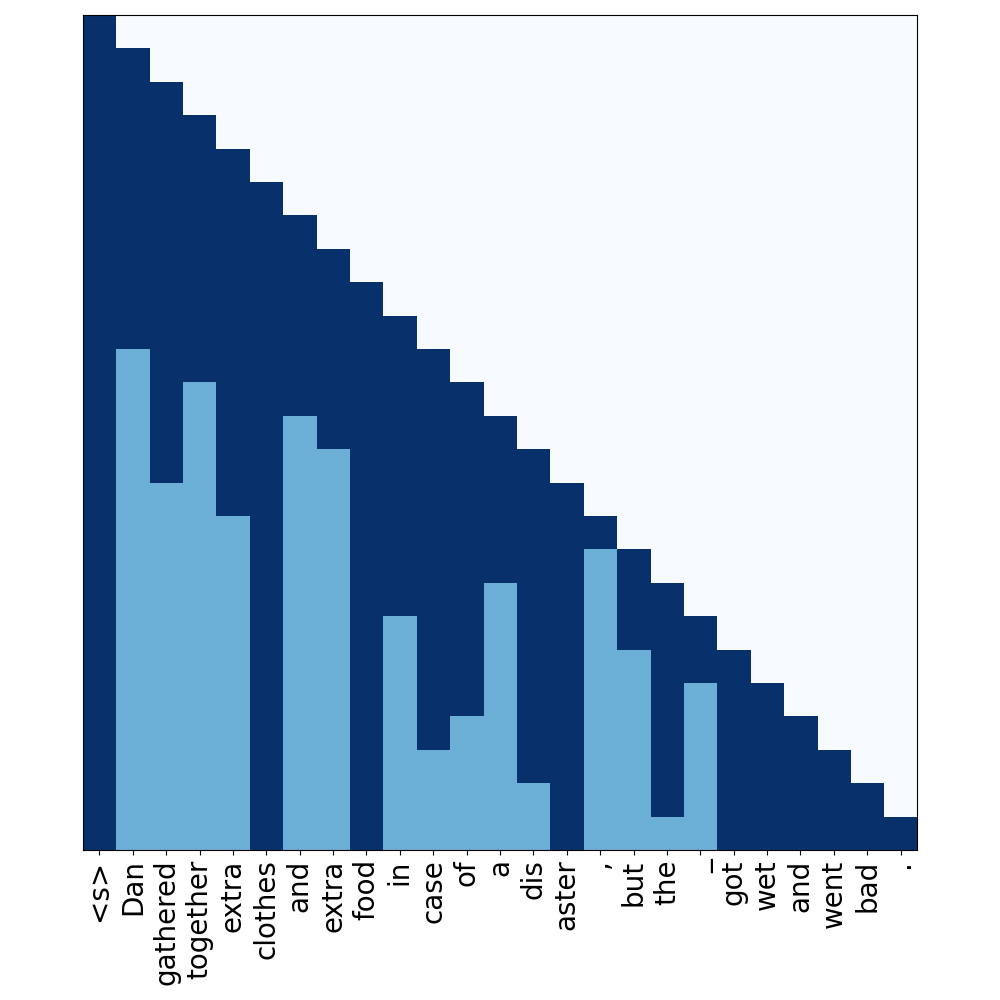 <s> Dan gathered together extra clothes and extra food in case of a dis aster , but the _ got wet and went bad .